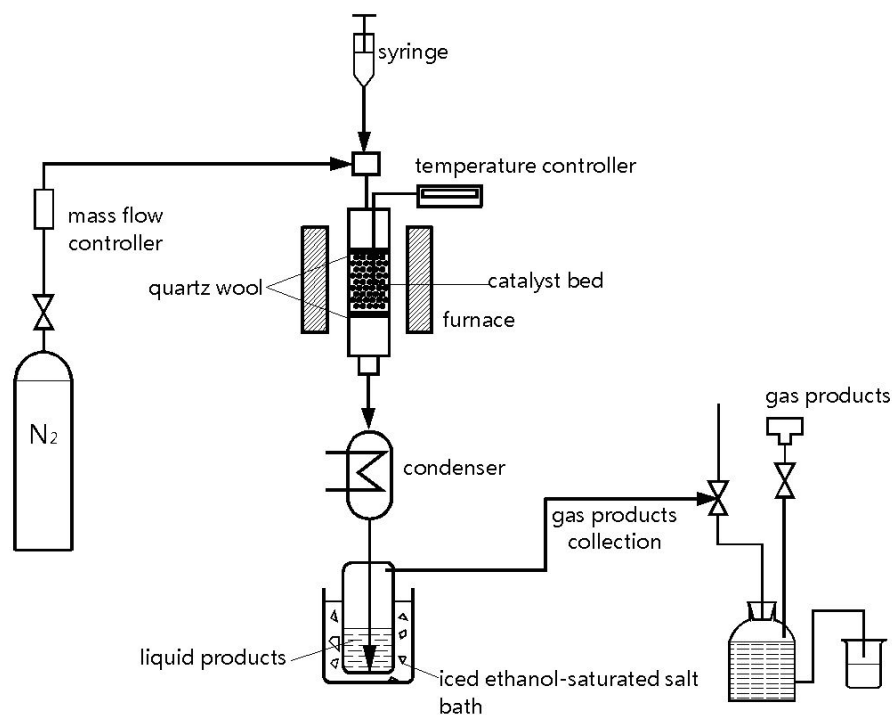 syringe
temperature controller
mass flow
controller
quartz wool
catalyst bed
furnace
N2
gas products
condenser
gas products
collection
liquid products
iced ethanol-saturated salt
bath